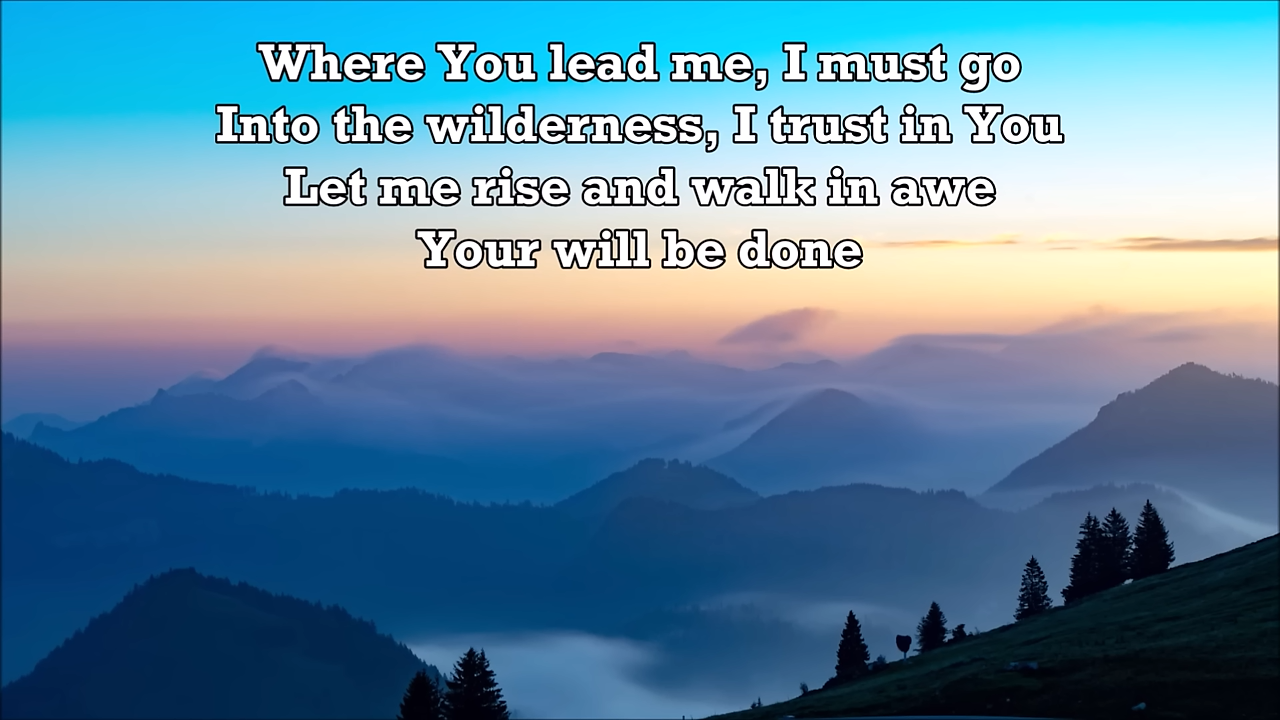 Where You lead me, I must go
Into the wilderness, I trust in You
Let me rise and walk in awe
Your will be done